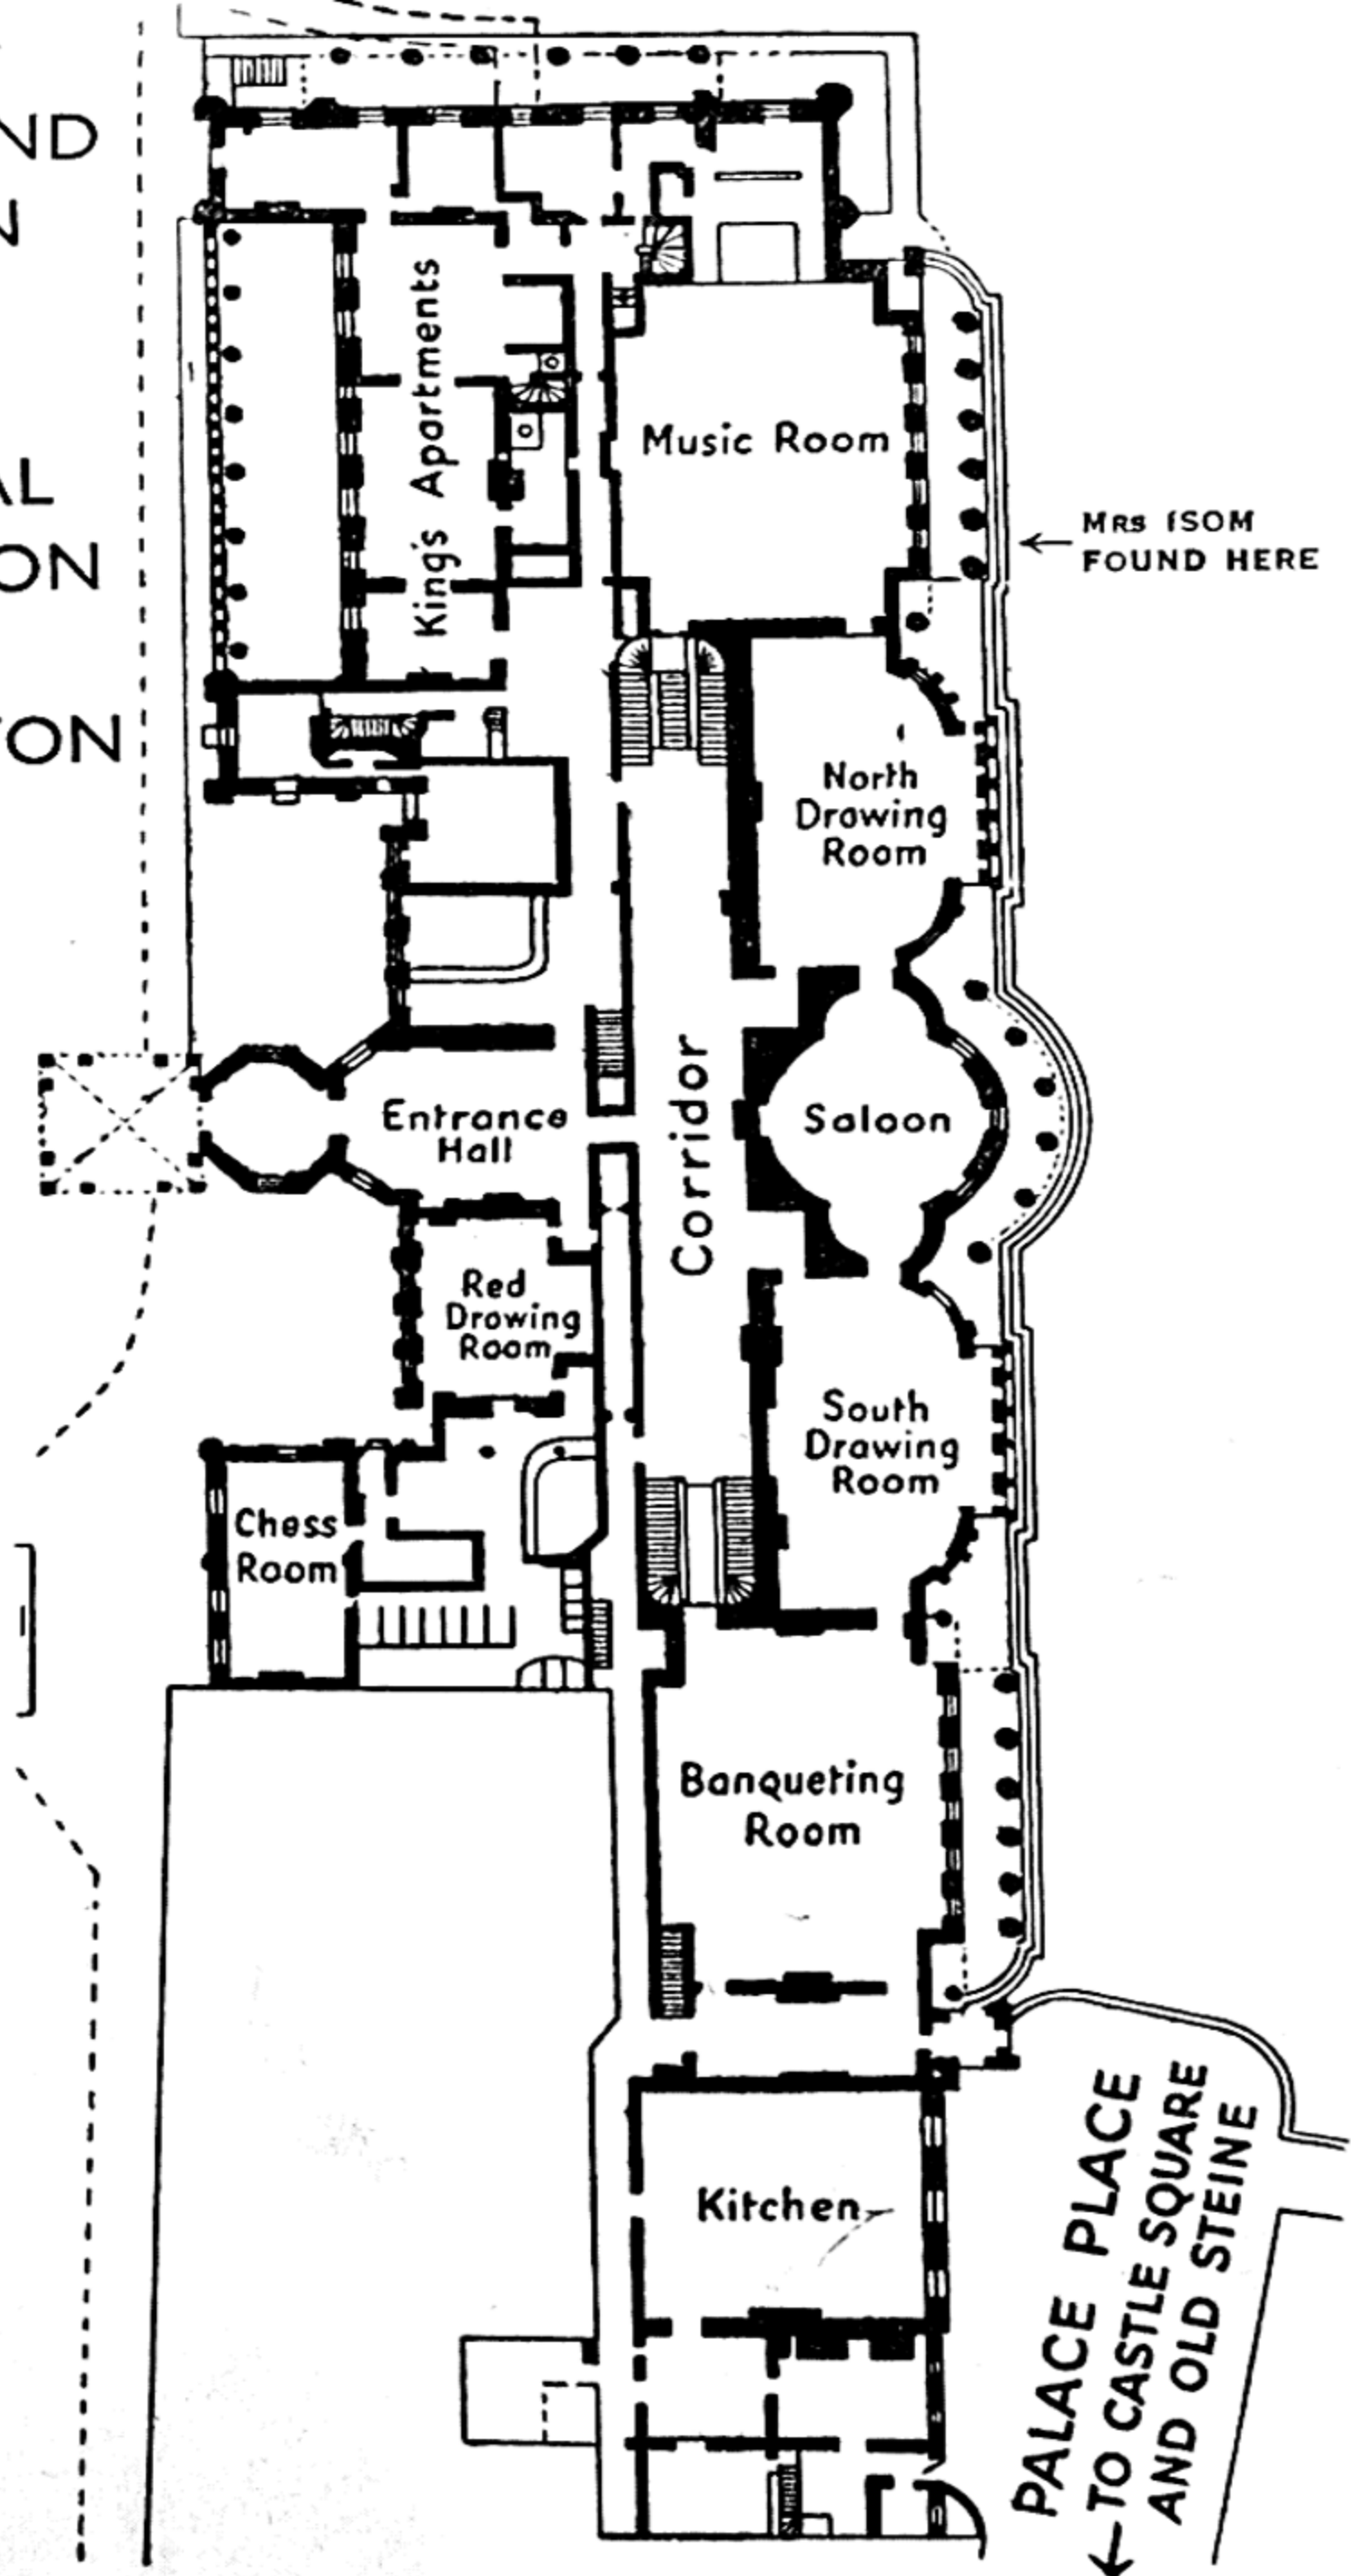 ND
N
AL
ON
TON
King's Apartments
Music Room
MRS ISOM
FOUND HERE
North
Drawing
Room
Corridor
Entrance
Hall
Saloon
Red
Drawing
Room
South
Drawing
Room
Chess
Room
Banqueting
Room
Kitchen
PALACE PLACE
← TO CASTLE SQUARE
AND OLD STEINE